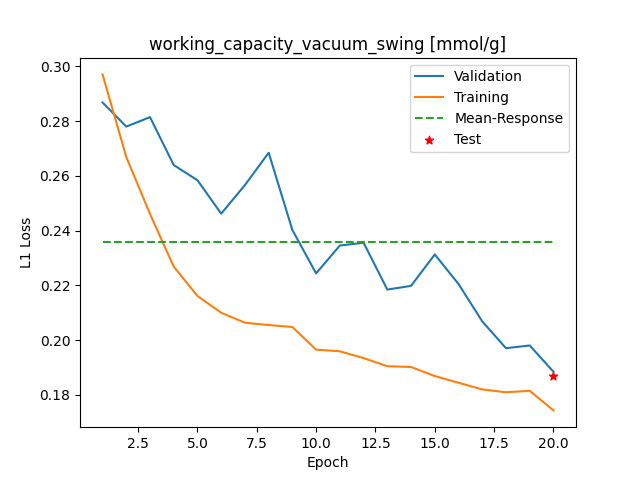 working_capacity_vacuum_swing [mmol/g]
L1 Loss
0.30
0.28
0.26
0.24
0.22
0.20
0.18
Validation
Training
Mean-Response
Test
2.5
5.0
7.5
10.0
12.5
15.0
17.5
20.0
Epoch